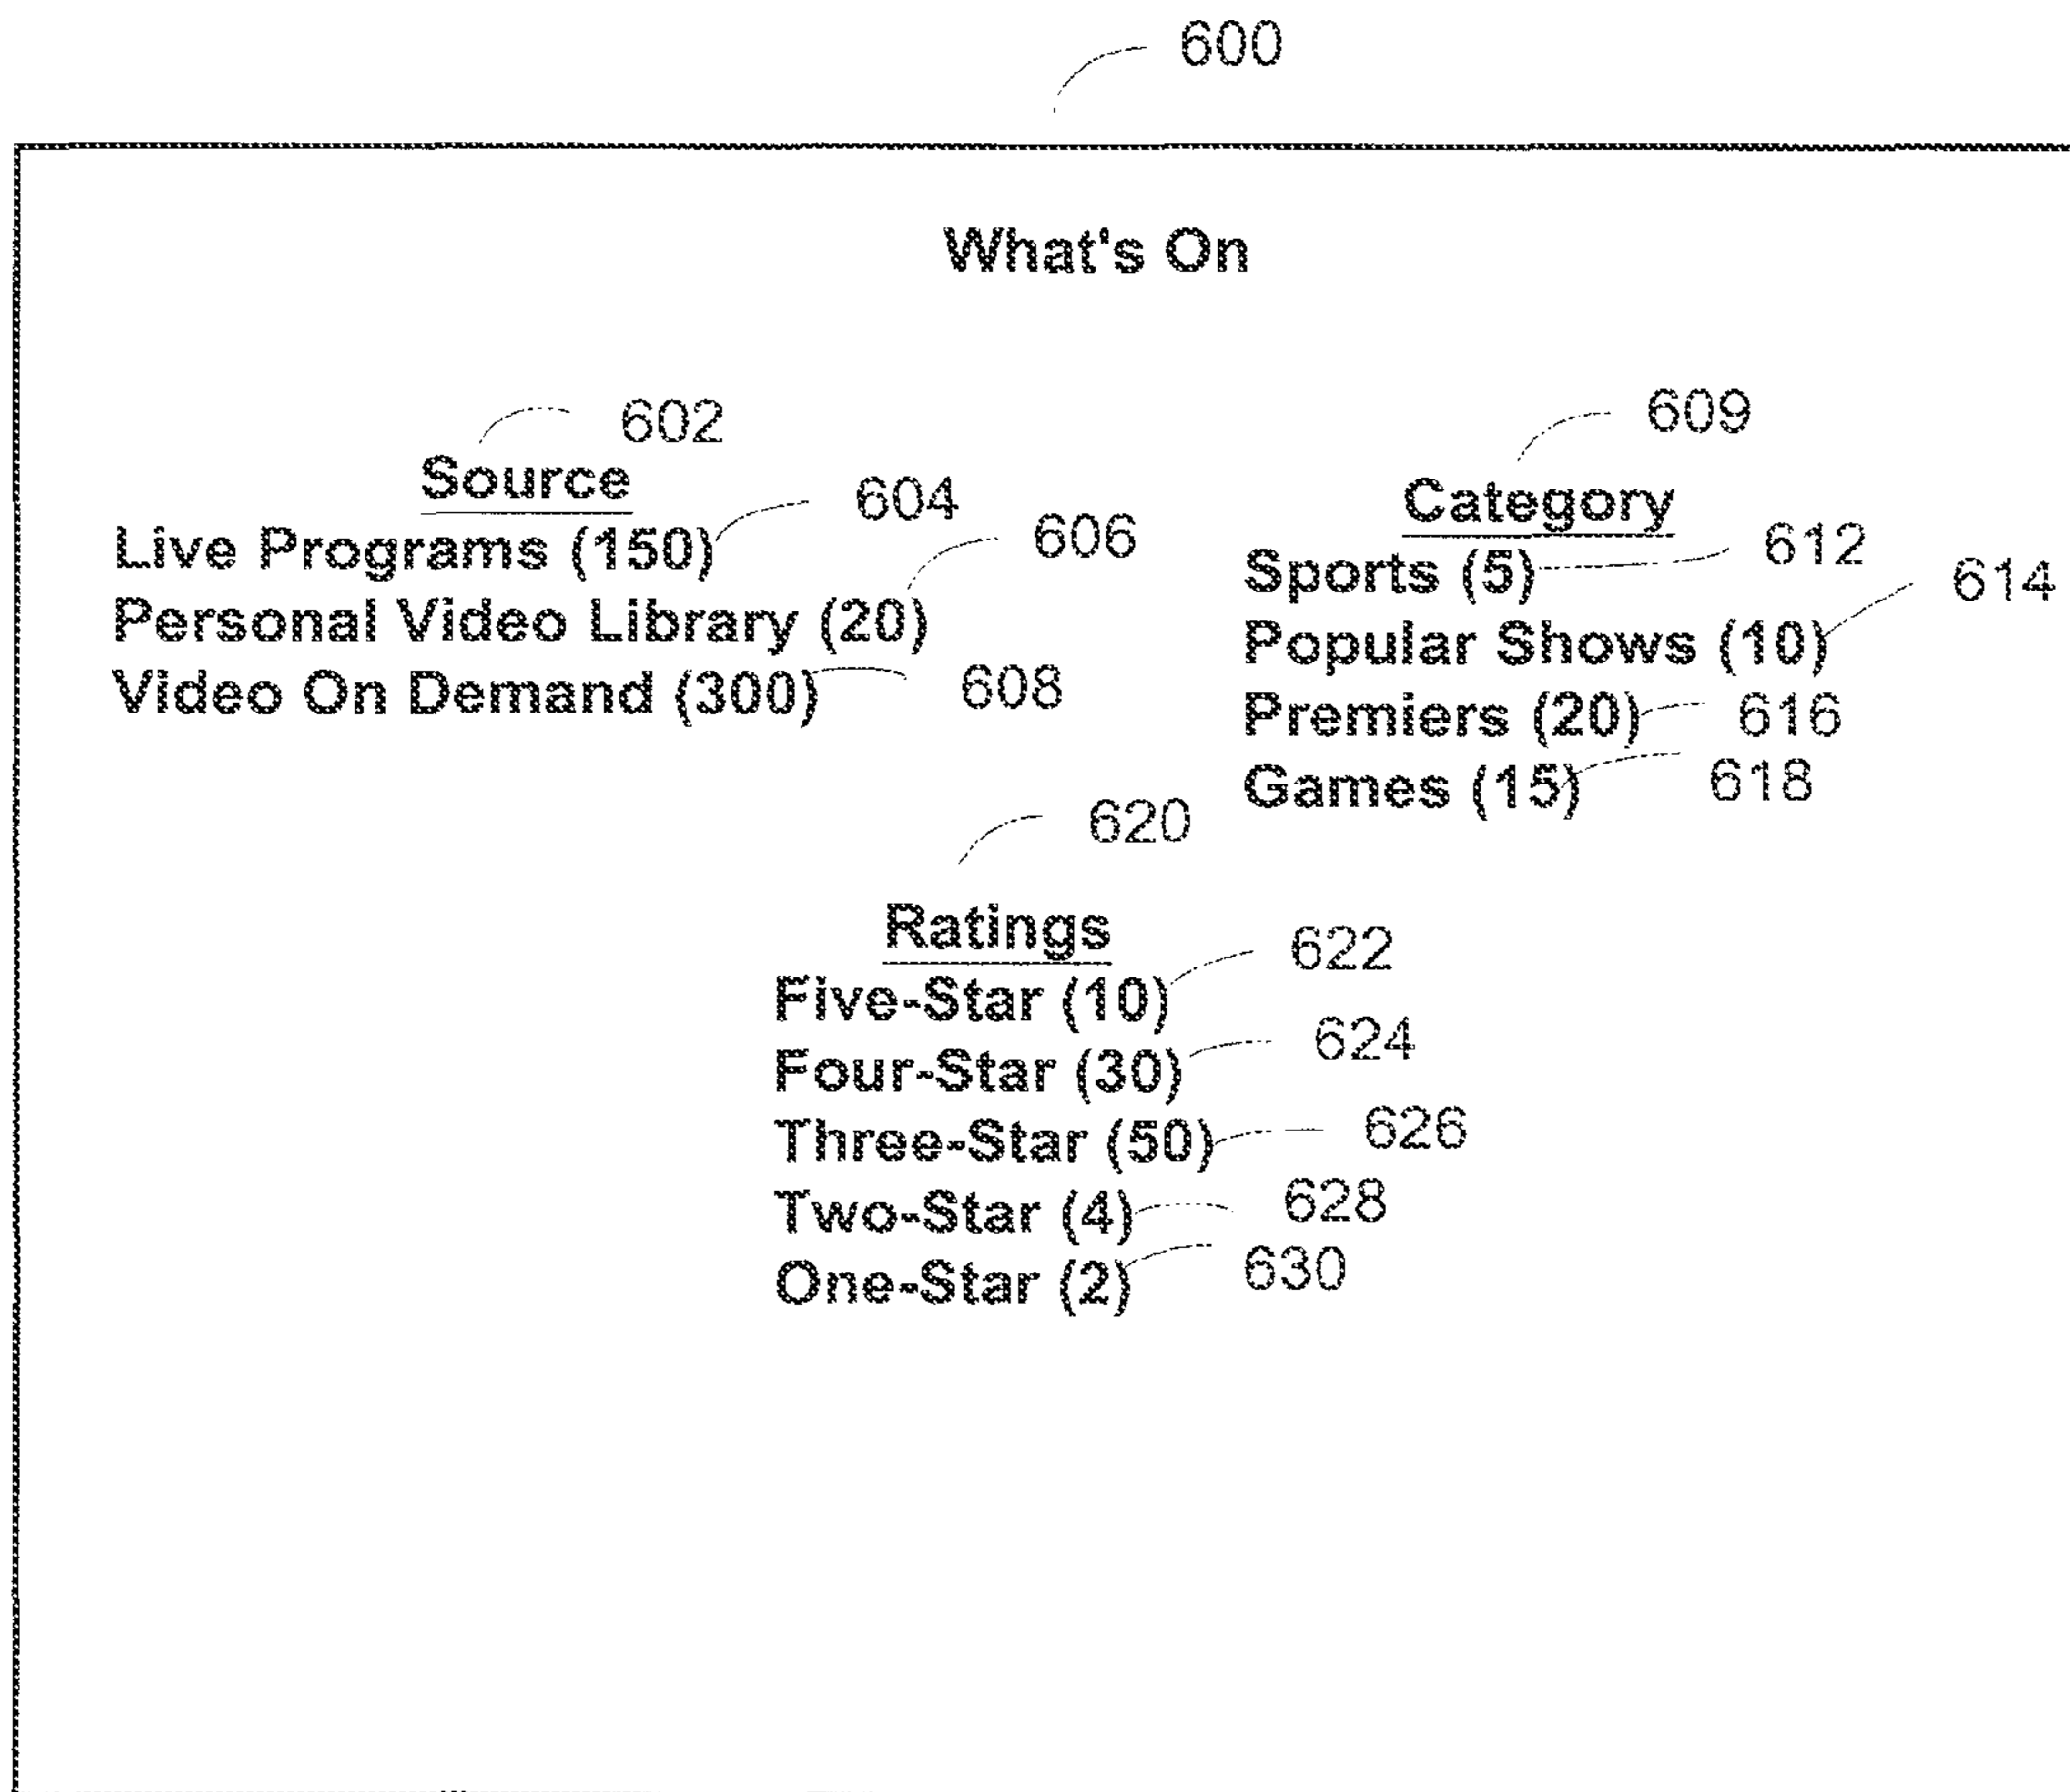 600
What's On
602
Source
Live Programs (150) 604
Personal Video Library (20) 606
Video On Demand (300) 608
609
Category
Sports (5) 612
Popular Shows (10) 614
Premiers (20) 616
Games (15) 618
620
Ratings
Five-Star (10) 622
Four-Star (30) 624
Three-Star (50) 626
Two-Star (4) 628
One-Star (2) 630